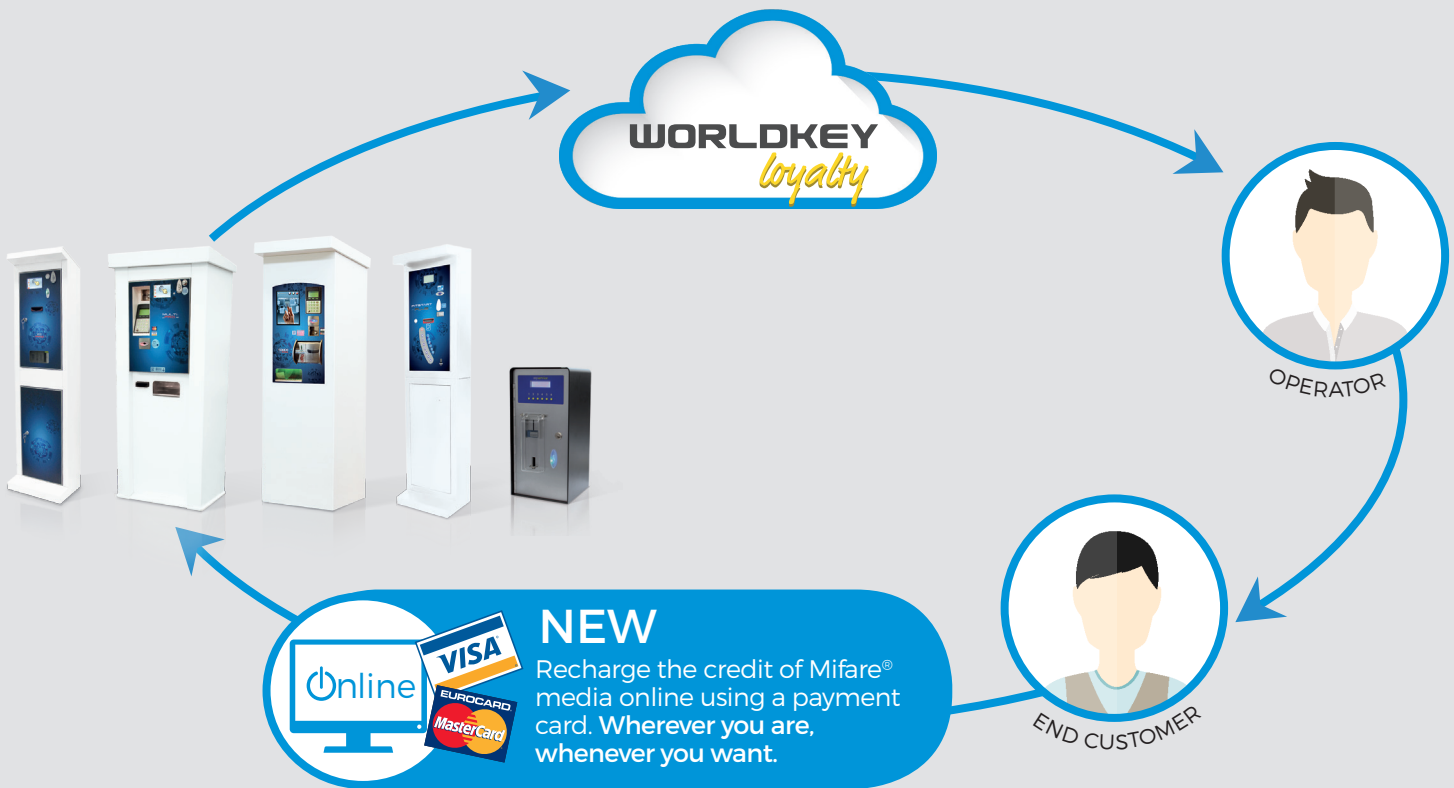 WORLDKEY
loyalty
OPERATOR
END CUSTOMER
Online
VISA
EUROCARD
MasterCard
NEW
Recharge the credit of Mifare®
media online using a payment
card. Wherever you are,
whenever you want.